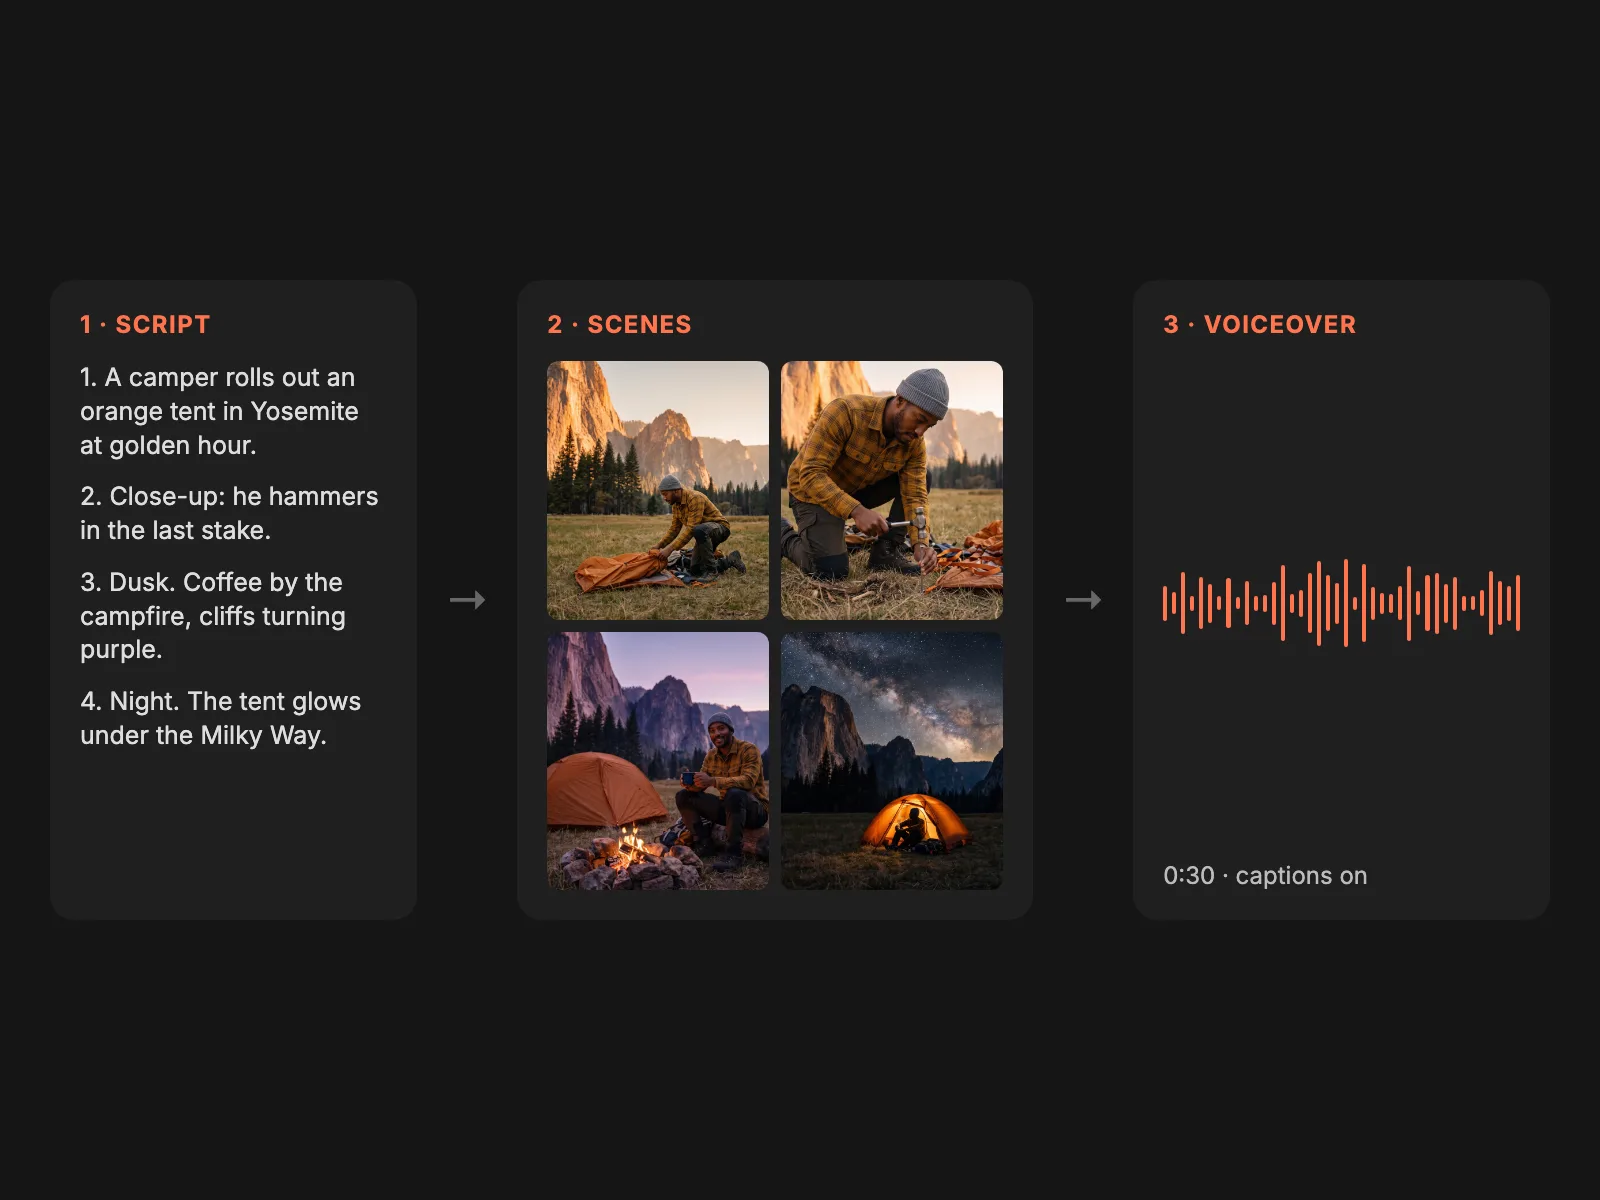 1 · SCRIPT
1. A camper rolls out an
orange tent in Yosemite
at golden hour.
2. Close-up: he hammers
in the last stake.
3. Dusk. Coffee by the
campfire, cliffs turning
purple.
4. Night. The tent glows
under the Milky Way.
2 · SCENES
3 · VOICEOVER
0:30 · captions on